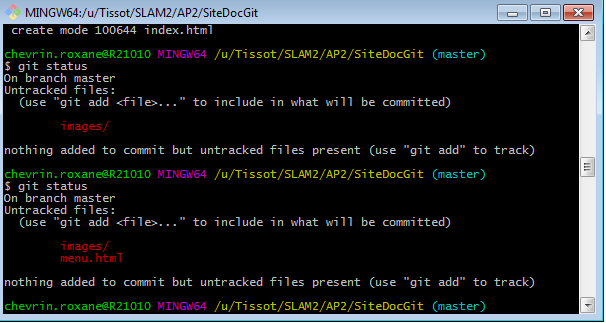 MINGW64:/u/Tissot/SLAM2/AP2/SiteDocGit
create mode 100644 index.html
chevrin.roxane@R21010 MINGW64 /u/Tissot/SLAM2/AP2/SiteDocGit (master)
$ git status
On branch master
Untracked files:
(use "git add <file>..." to include in what will be committed)
images/
nothing added to commit but untracked files present (use "git add" to track)
chevrin.roxane@R21010 MINGW64 /u/Tissot/SLAM2/AP2/SiteDocGit (master)
$ git status
On branch master
Untracked files:
(use "git add <file>..." to include in what will be committed)
images/
menu.html
nothing added to commit but untracked files present (use "git add" to track)
chevrin.roxane@R21010 MINGW64 /u/Tissot/SLAM2/AP2/SiteDocGit (master)